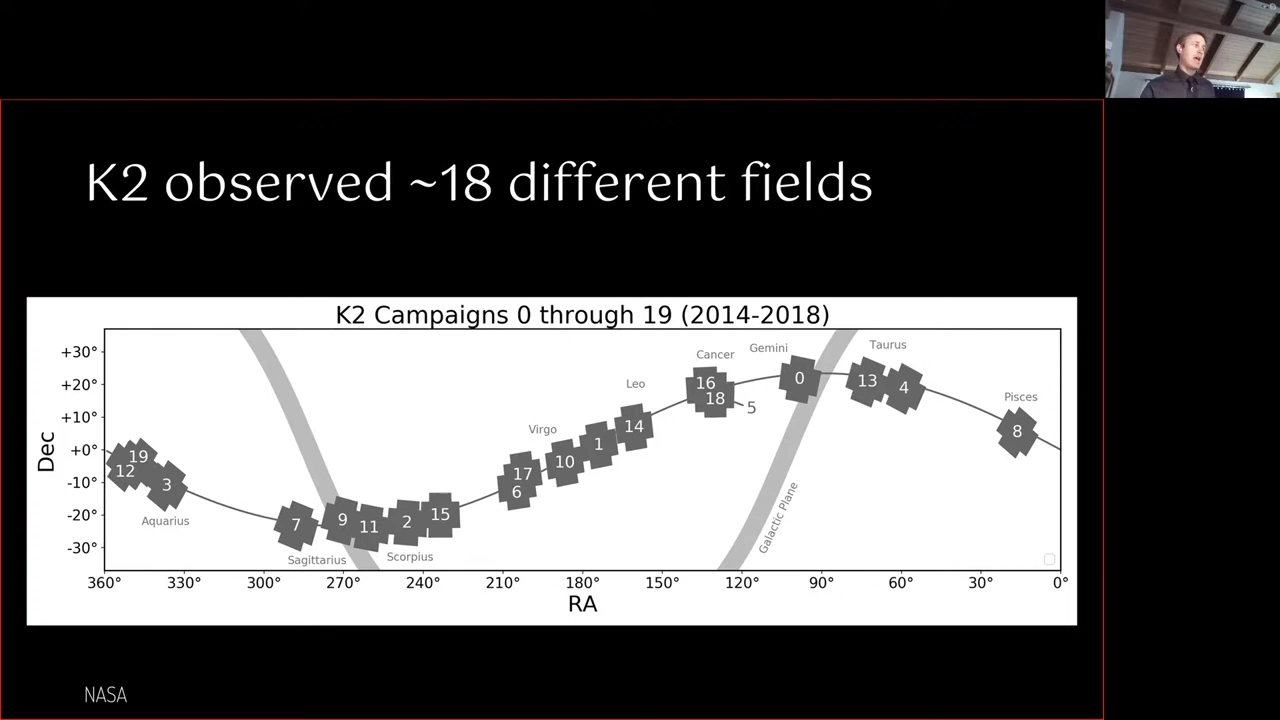 K2 observed ~18 different fields
K2 Campaigns 0 through 19 (2014-2018)
Dec
+30°
+20°
+10°
+0°
-10°
-20°
-30°
19
12
3
Aquarius
7
Sagittarius
9
11
2
Scorpius
15
17
6
Virgo
10
1
14
Leo
Cancer
16
18
5
Gemini
0
Galactic Plane
Taurus
13
4
Pisces
8
360° 330° 300° 270° 240° 210° 180° 150° 120° 90° 60° 30° 0°
RA
NASA